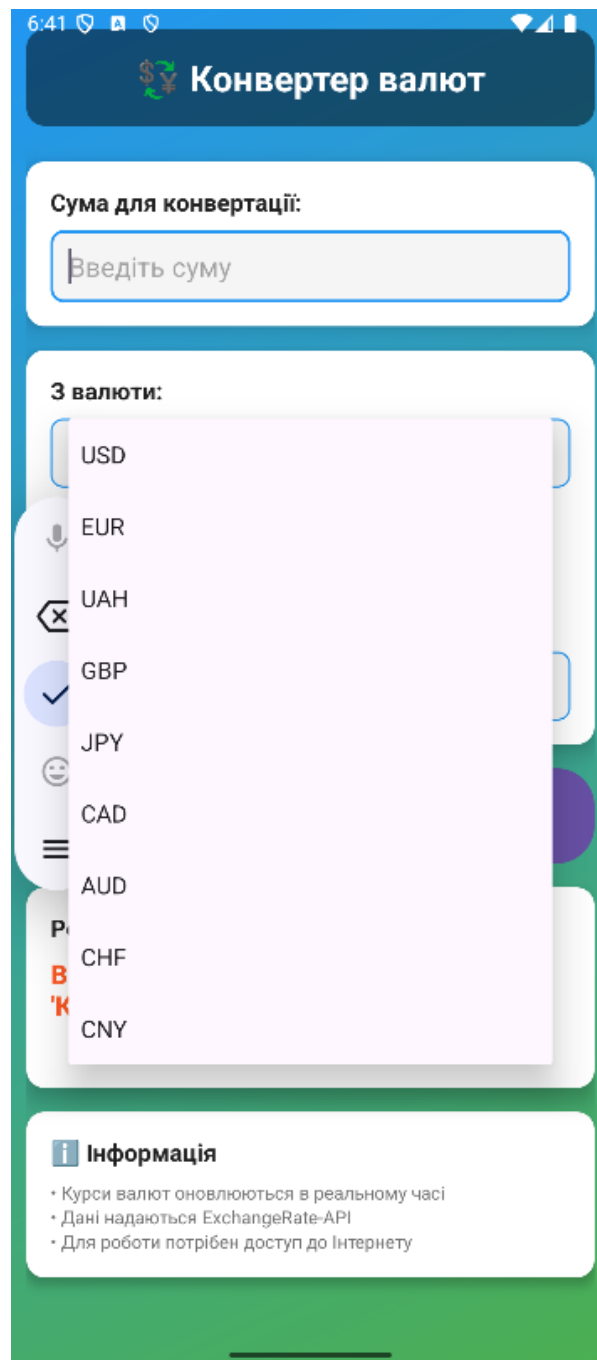 6:41
Конвертер валют
Сума для конвертації:
Введіть суму
З валюти:
USD
EUR
UAH
GBP
JPY
CAD
AUD
CHF
CNY
Інформація
• Курси валют оновлюються в реальному часі
• Дані надаються ExchangeRate-API
• Для роботи потрібен доступ до Інтернету